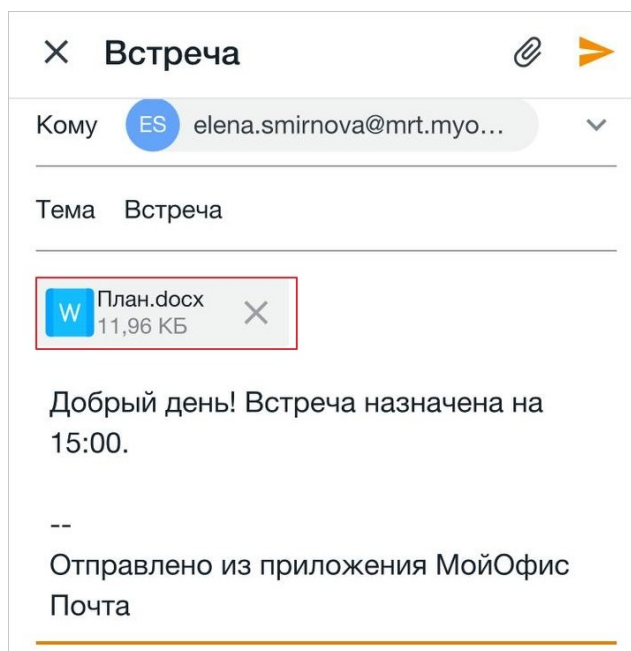 Встреча
Кому ES elena.smirnova@mrt.myo...
Тема Встреча
W План.docx
11,96 КБ
Добрый день! Встреча назначена на
15:00.
--
Отправлено из приложения МойОфис
Почта